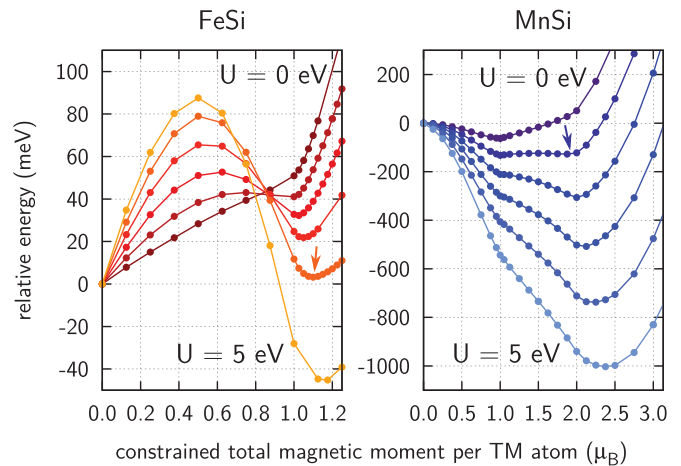 FeSi
MnSi
relative energy (meV)
100
80
60
40
20
0
-20
-40
U = 0 eV
U = 5 eV
0.0 0.2 0.4 0.6 0.8 1.0 1.2
200
0
-200
-400
-600
-800
-1000
U = 0 eV
U = 5 eV
0.0 0.5 1.0 1.5 2.0 2.5 3.0
constrained total magnetic moment per TM atom (μB)